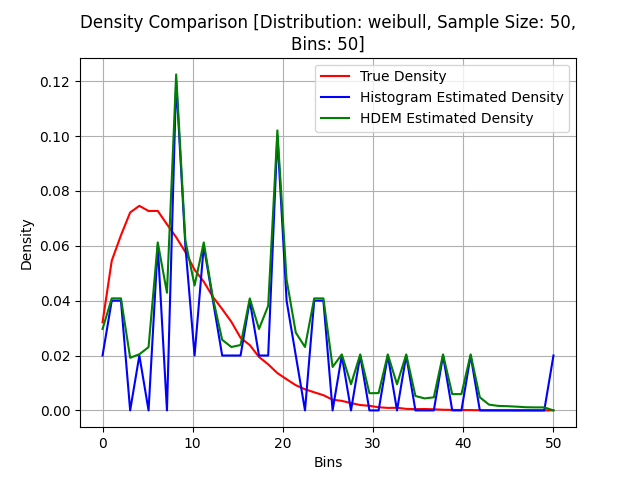 Density Comparison [Distribution: weibull, Sample Size: 50,
Bins: 50]
True Density
Histogram Estimated Density
HDEM Estimated Density
Density
0.12
0.10
0.08
0.06
0.04
0.02
0.00
0 10 20 30 40 50
Bins